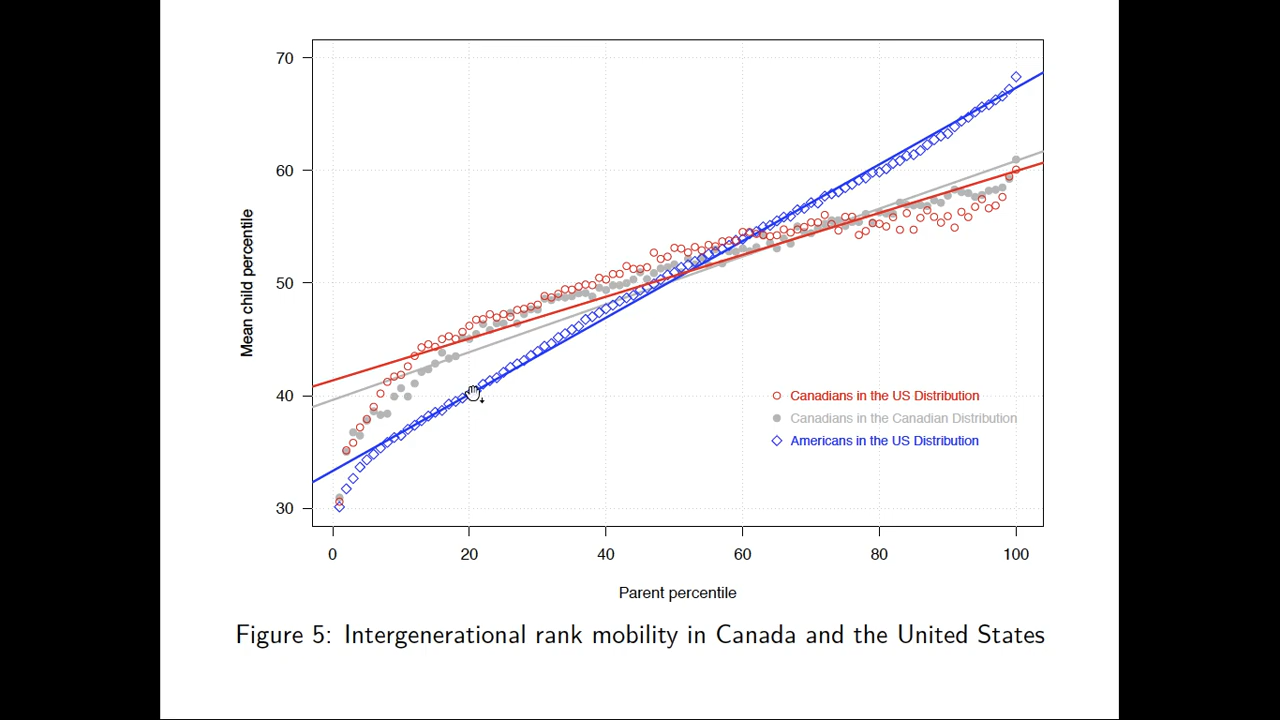 70
60
50
40
30
Mean child percentile
Canadians in the US Distribution
Canadians in the Canadian Distribution
Americans in the US Distribution
0 20 40 60 80 100
Parent percentile
Figure 5: Intergenerational rank mobility in Canada and the United States